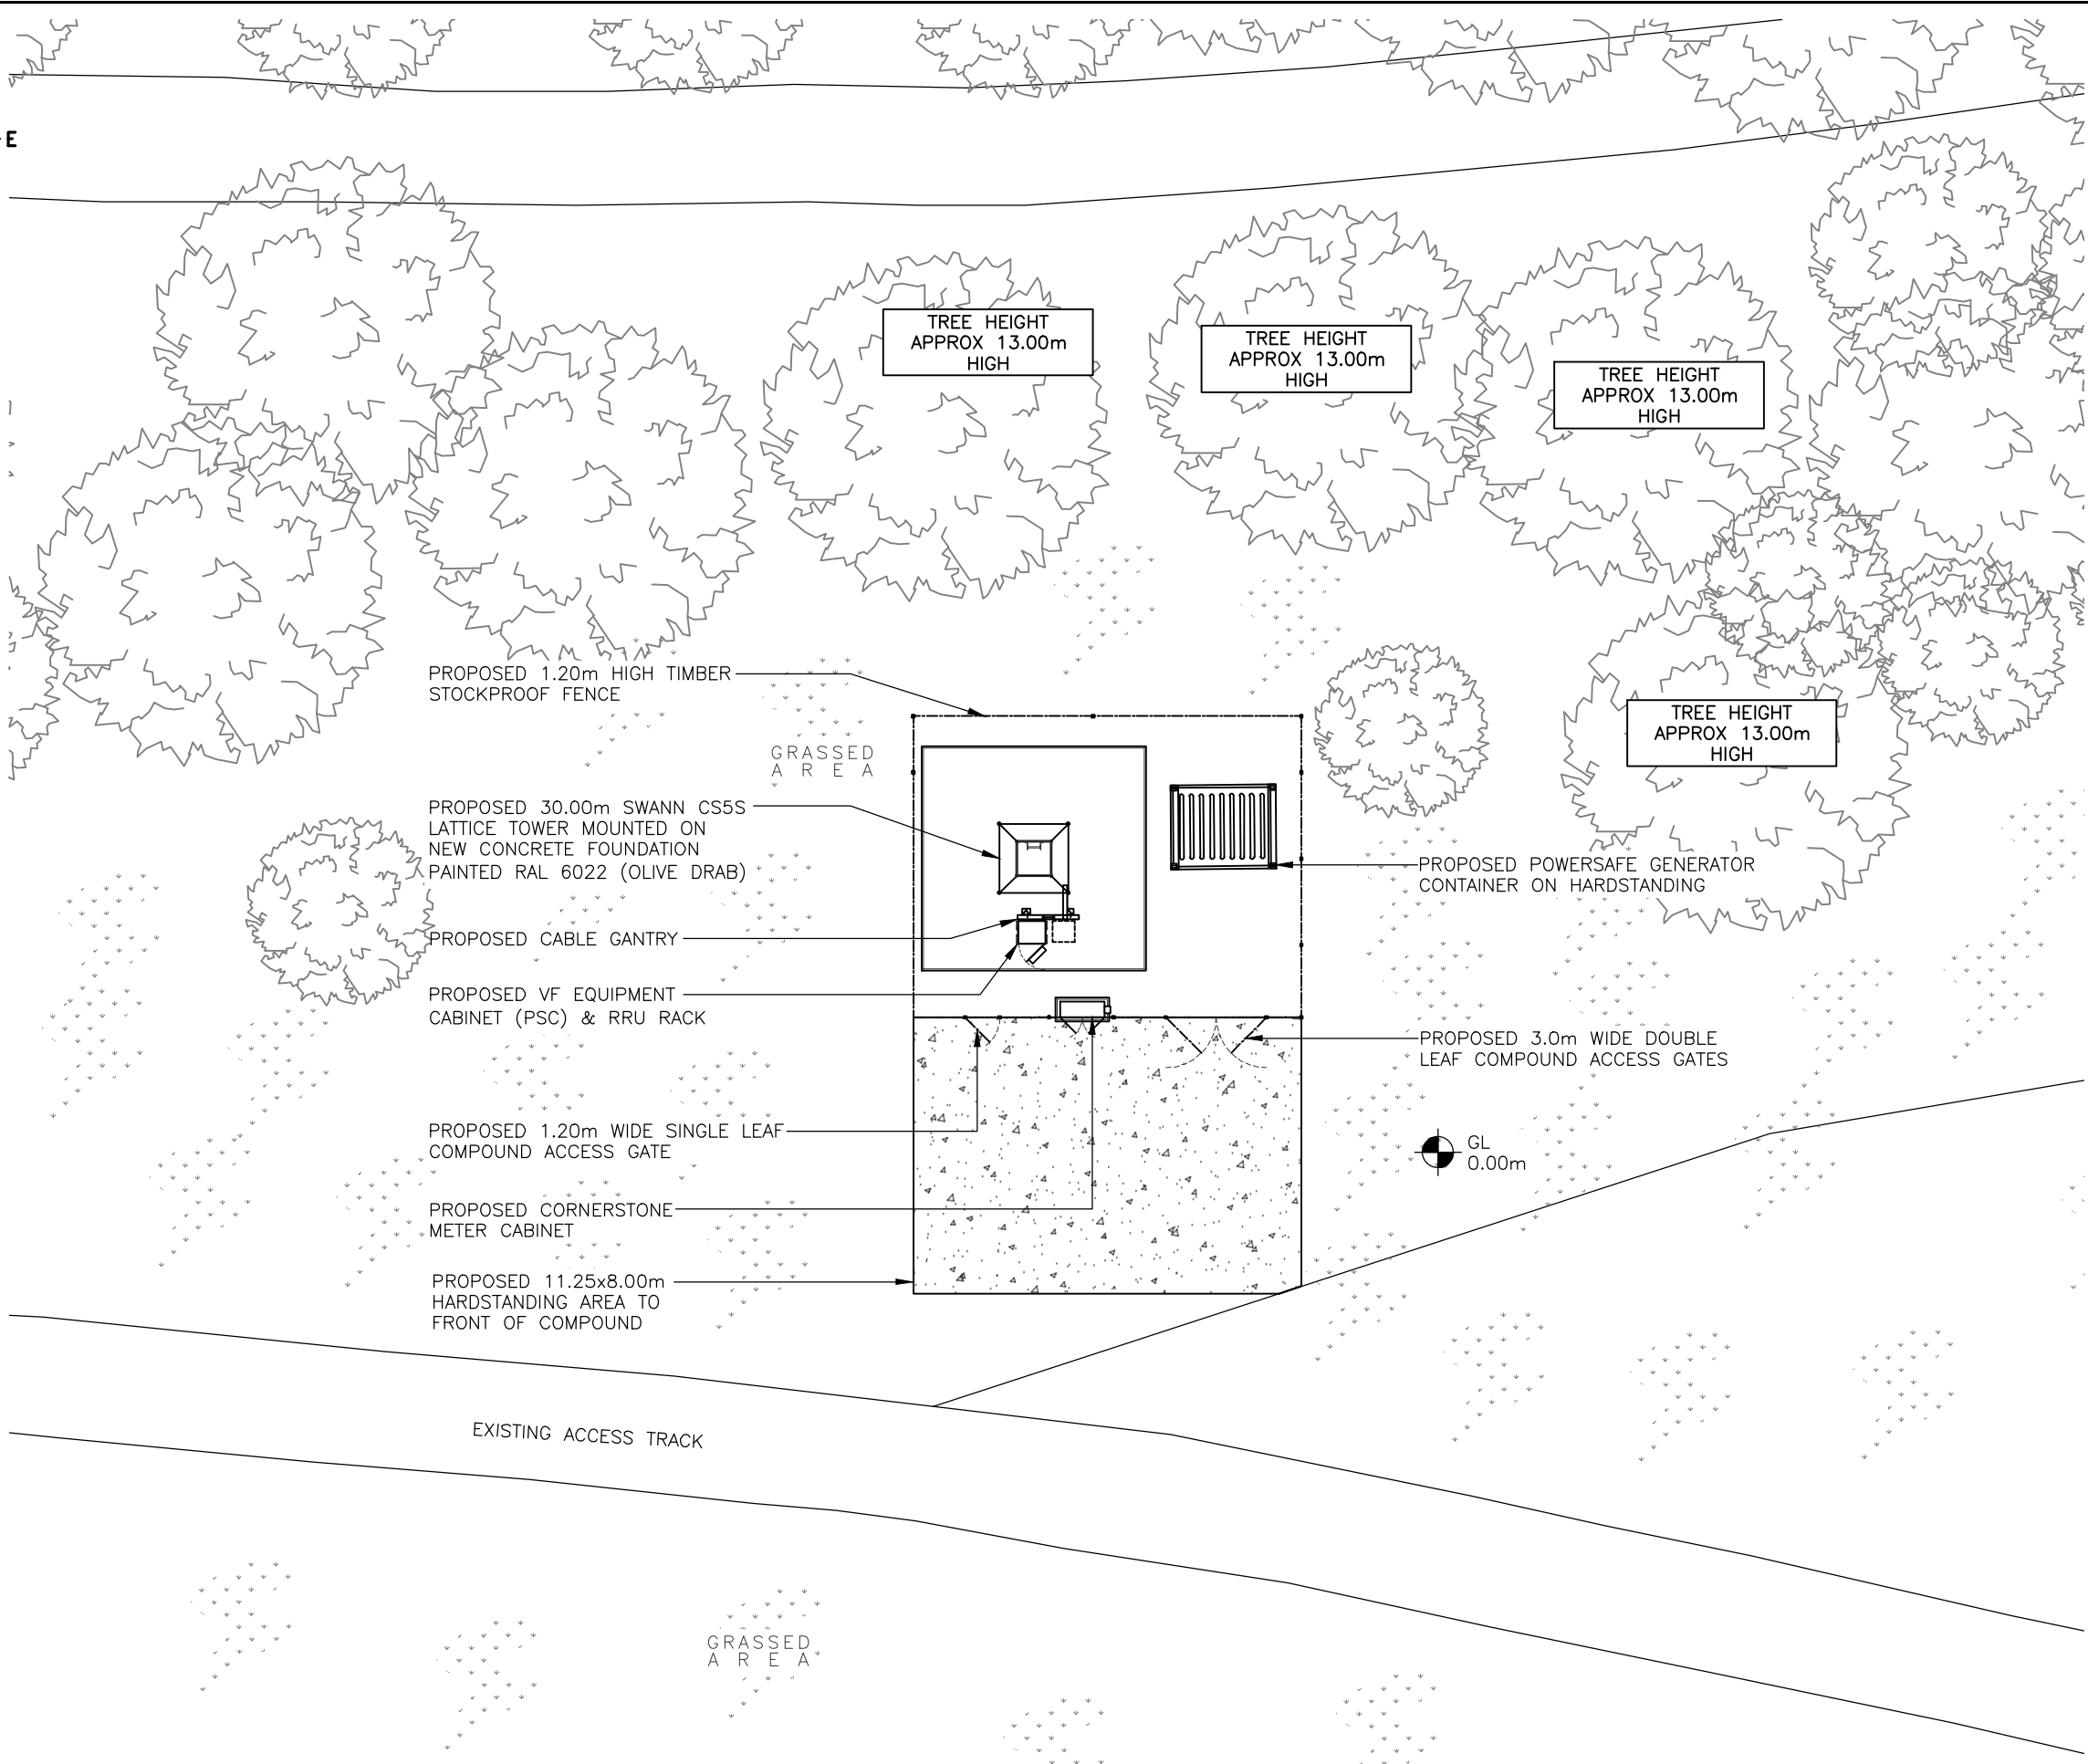 E
TREE HEIGHT
APPROX 13.00m
HIGH
TREE HEIGHT
APPROX 13.00m
HIGH
TREE HEIGHT
APPROX 13.00m
HIGH
PROPOSED 1.20m HIGH TIMBER
STOCKPROOF FENCE
TREE HEIGHT
APPROX 13.00m
HIGH
GRASSED
AREA
PROPOSED 30.00m SWANN CS5S
LATTICE TOWER MOUNTED ON
NEW CONCRETE FOUNDATION
PAINTED RAL 6022 (OLIVE DRAB)
PROPOSED POWERSAFE GENERATOR
CONTAINER ON HARDSTANDING
PROPOSED CABLE GANTRY
PROPOSED VF EQUIPMENT
CABINET (PSC) & RRU RACK
PROPOSED 3.0m WIDE DOUBLE
LEAF COMPOUND ACCESS GATES
PROPOSED 1.20m WIDE SINGLE LEAF
COMPOUND ACCESS GATE
GL
0.00m
PROPOSED CORNERSTONE
METER CABINET
PROPOSED 11.25x8.00m
HARDSTANDING AREA TO
FRONT OF COMPOUND
EXISTING ACCESS TRACK
GRASSED
AREA